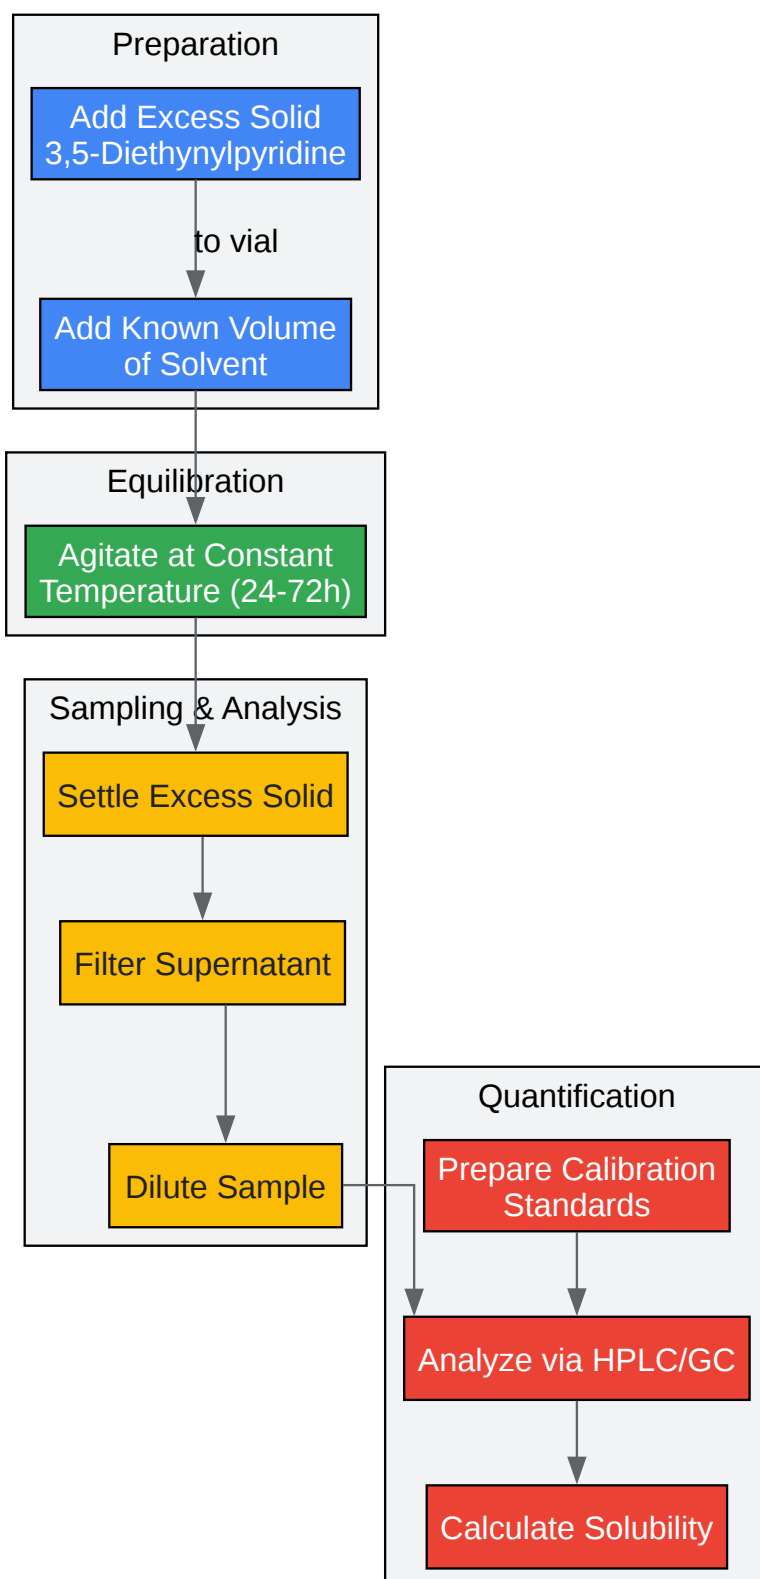 Preparation
Add Excess Solid
3,5-Diethynylpyridine
to vial
Add Known Volume
of Solvent
Equilibration
Agitate at Constant
Temperature (24-72h)
Sampling & Analysis
Settle Excess Solid
Filter Supernatant
Dilute Sample
Quantification
Prepare Calibration
Standards
Analyze via HPLC/GC
Calculate Solubility